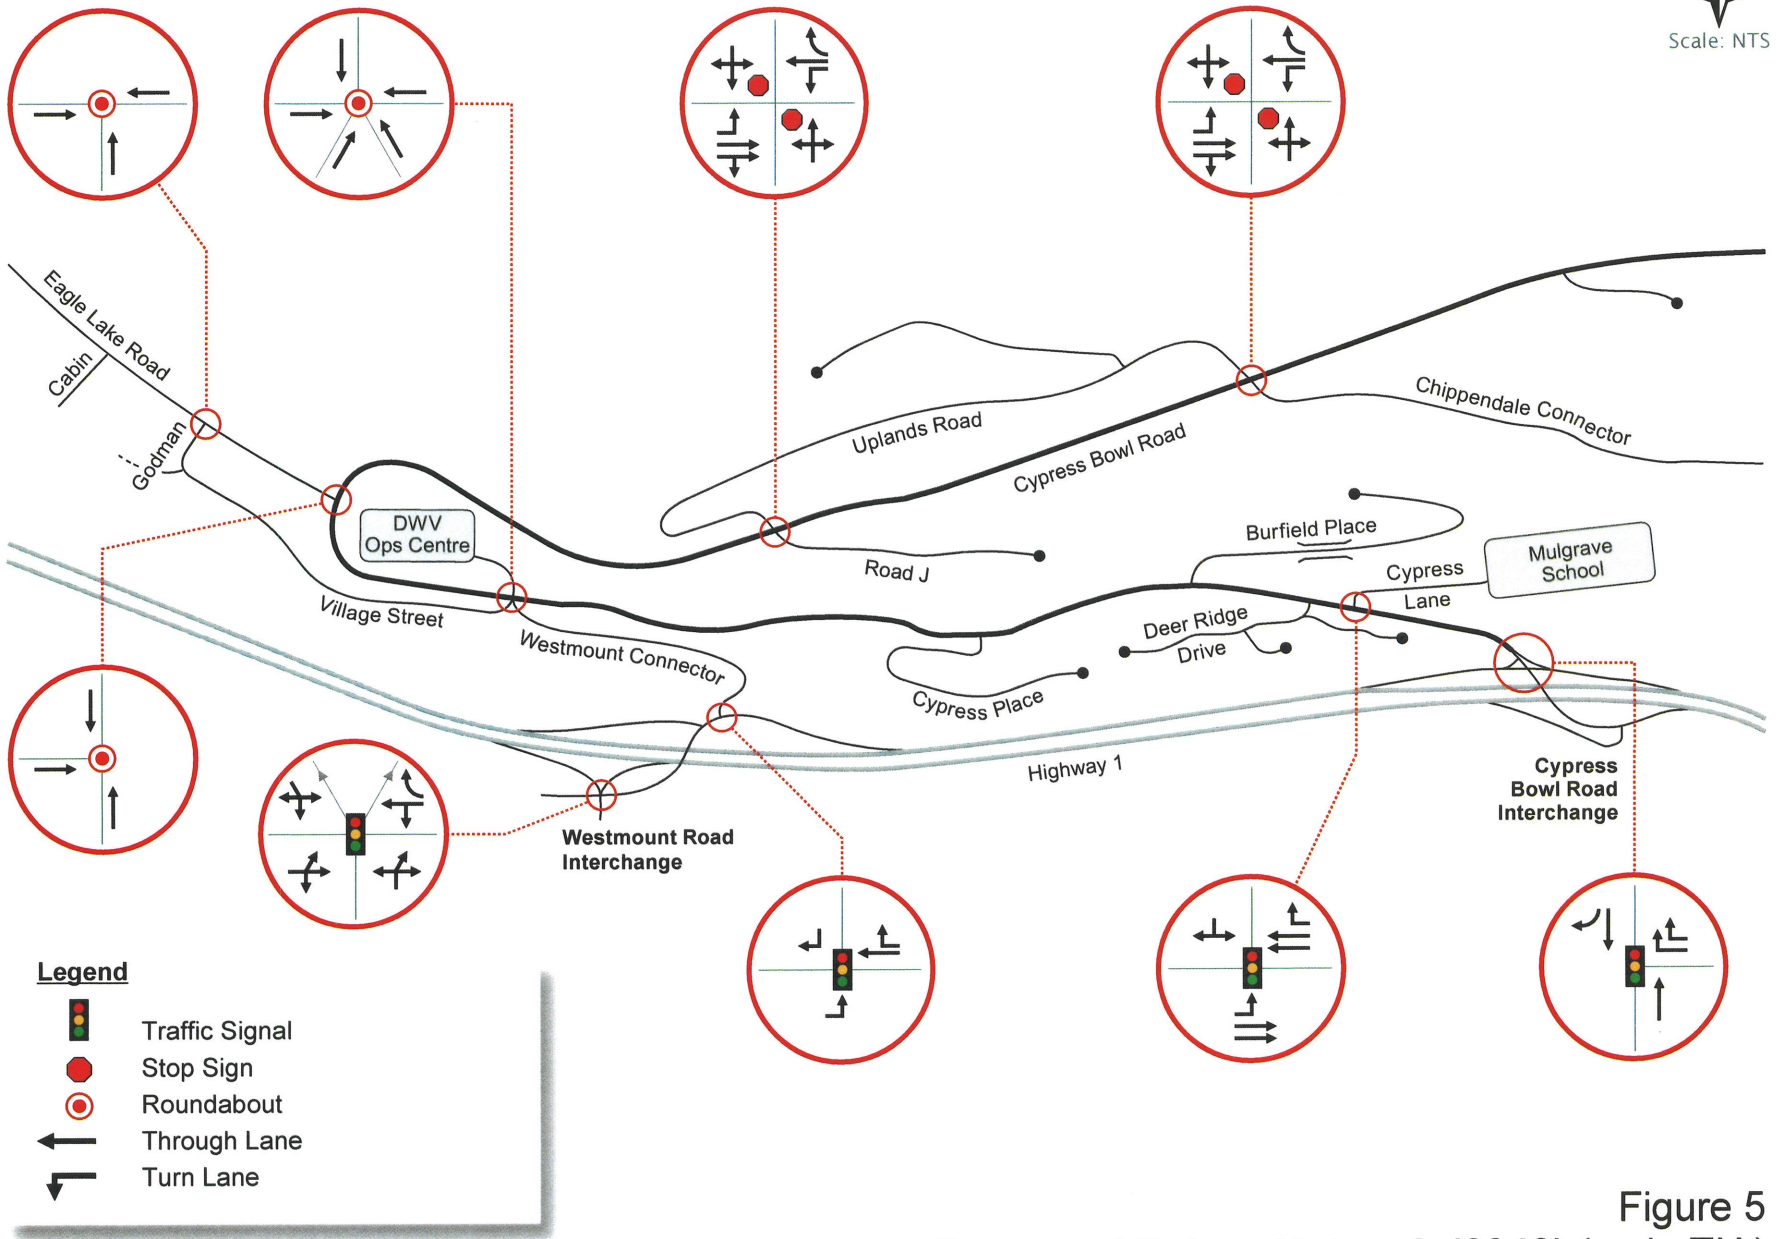 Scale: NTS
Eagle Lake Road
Cabin
Godman
Uplands Road
Cypress Bowl Road
Chippendale Connector
DWV
Ops Centre
Road J
Burfield Place
Mulgrave
School
Cypress
Lane
Village Street
Westmount Connector
Deer Ridge
Drive
Cypress Place
Highway 1
Cypress
Bowl Road
Interchange
Westmount Road
Interchange
Legend
Traffic Signal
Stop Sign
Roundabout
Through Lane
Turn Lane
Figure 5